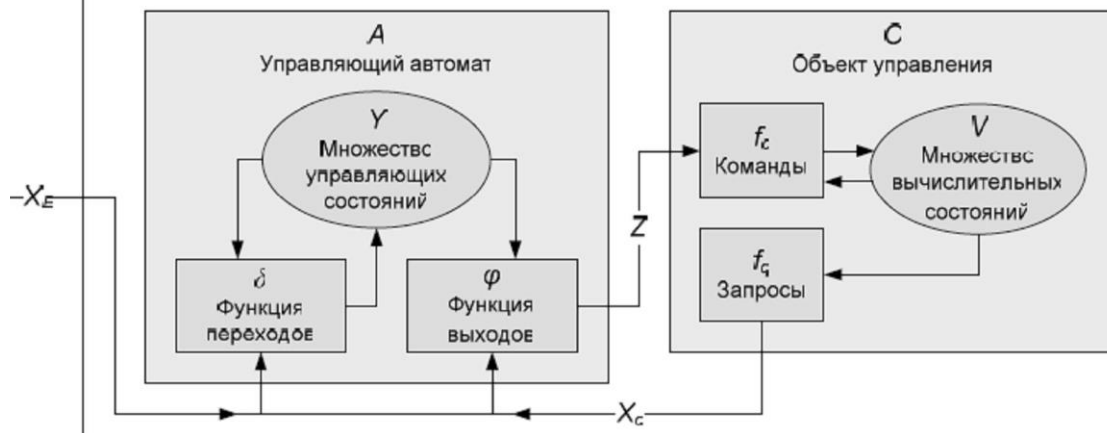 A
Управляющий автомат
Y
Множество
управляющих
состояний
δ
Функция
переходов
φ
Функция
выходов
O
Объект управления
f_c
Команды
V
Множество
вычислительных
состояний
f_q
Запросы
X_E
Z
X_c